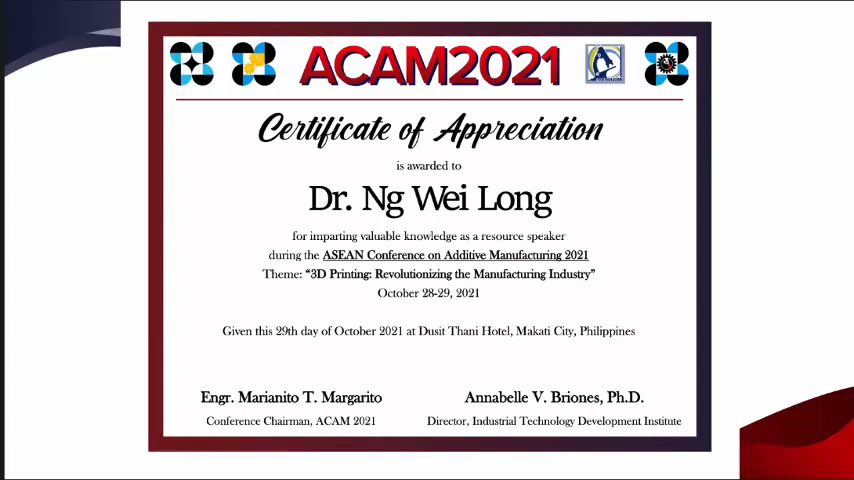 ACAM2021
Certificate of Appreciation
is awarded to
Dr. Ng Wei Long
for imparting valuable knowledge as a resource speaker
during the ASEAN Conference on Additive Manufacturing 2021
Theme: “3D Printing: Revolutionizing the Manufacturing Industry”
October 28-29, 2021
Given this 29th day of October 2021 at Dusit Thani Hotel, Makati City, Philippines
Engr. Marianito T. Margarito
Conference Chairman, ACAM 2021
Annabelle V. Briones, Ph.D.
Director, Industrial Technology Development Institute